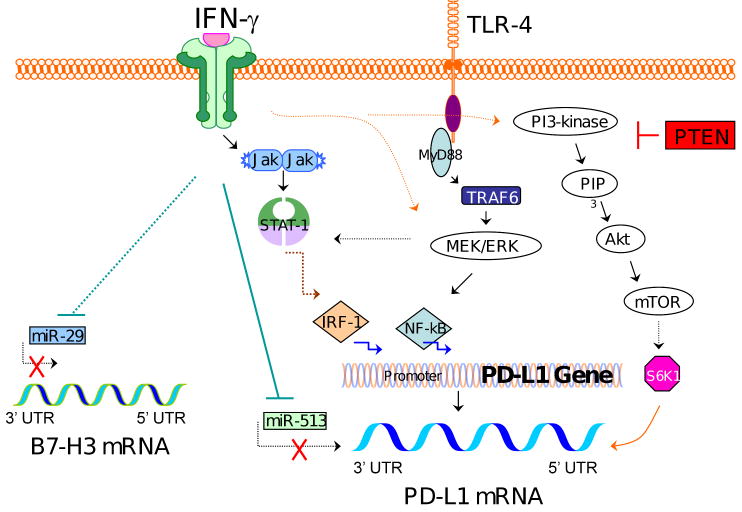 IFN-γ
TLR-4
PI3-kinase
PTEN
MyD88
Jak
Jak
PIP
3
TRAF6
STAT-1
MEK/ERK
Akt
mTOR
IRF-1
NF-kB
miR-29
Promoter
PD-L1 Gene
S6K1
3' UTR
5' UTR
B7-H3 mRNA
miR-513
3' UTR
5' UTR
PD-L1 mRNA